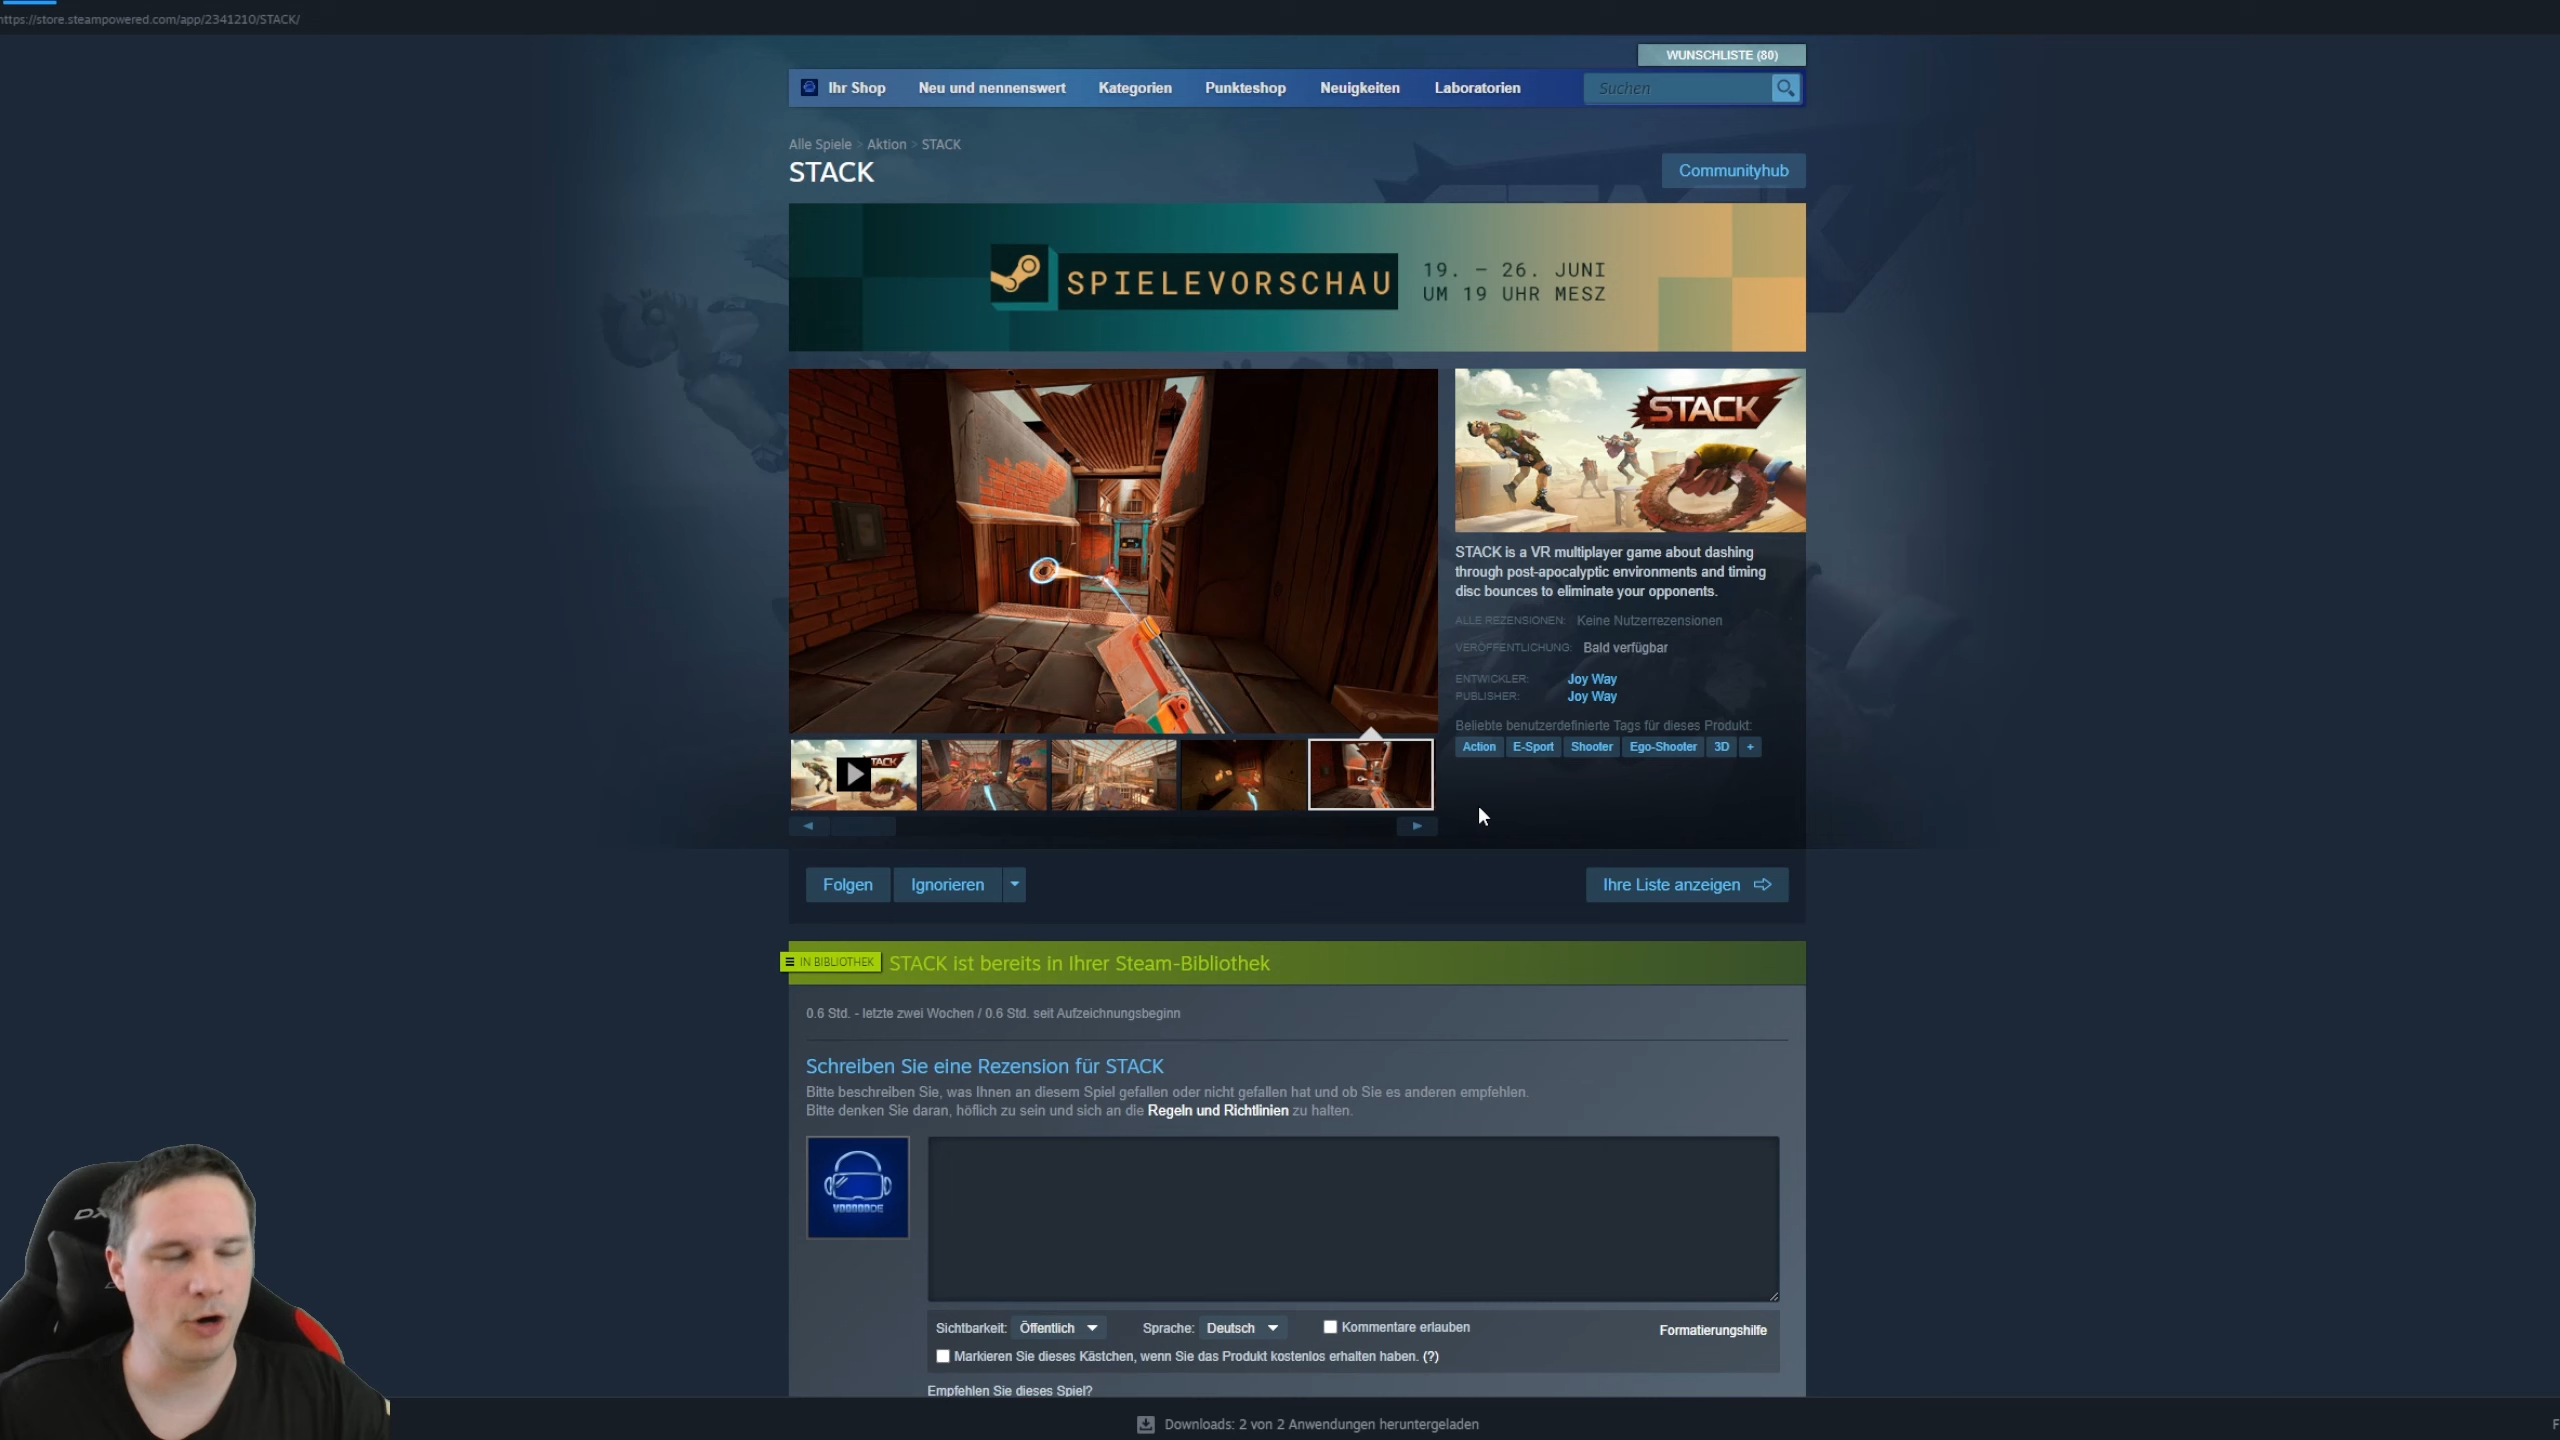 https://store.steampowered.com/app/2341210/STACK/
WUNSCHLISTE (80)
Ihr Shop
Neu und nennenswert
Kategorien
Punkteshop
Neuigkeiten
Laboratorien
Suchen
Alle Spiele > Aktion > STACK
STACK
Communityhub
SPIELEVORSCHAU
19. – 26. JUNI
UM 19 UHR MESZ
STACK
STACK is a VR multiplayer game about dashing
through post-apocalyptic environments and timing
disc bounces to eliminate your opponents.
ALLE REZENSIONEN: Keine Nutzerrezensionen
VERÖFFENTLICHUNG: Bald verfügbar
ENTWICKLER: Joy Way
PUBLISHER: Joy Way
Beliebte benutzerdefinierte Tags für dieses Produkt:
Action
E-Sport
Shooter
Ego-Shooter
3D
+
Folgen
Ignorieren
Ihre Liste anzeigen
IN BIBLIOTHEK
STACK ist bereits in Ihrer Steam-Bibliothek
0.6 Std. - letzte zwei Wochen / 0.6 Std. seit Aufzeichnungsbeginn
Schreiben Sie eine Rezension für STACK
Bitte beschreiben Sie, was Ihnen an diesem Spiel gefallen oder nicht gefallen hat und ob Sie es anderen empfehlen.
Bitte denken Sie daran, höflich zu sein und sich an die Regeln und Richtlinien zu halten.
Sichtbarkeit: Öffentlich
Sprache: Deutsch
Kommentare erlauben
Formatierungshilfe
Markieren Sie dieses Kästchen, wenn Sie das Produkt kostenlos erhalten haben. (?)
Empfehlen Sie dieses Spiel?
Downloads: 2 von 2 Anwendungen heruntergeladen